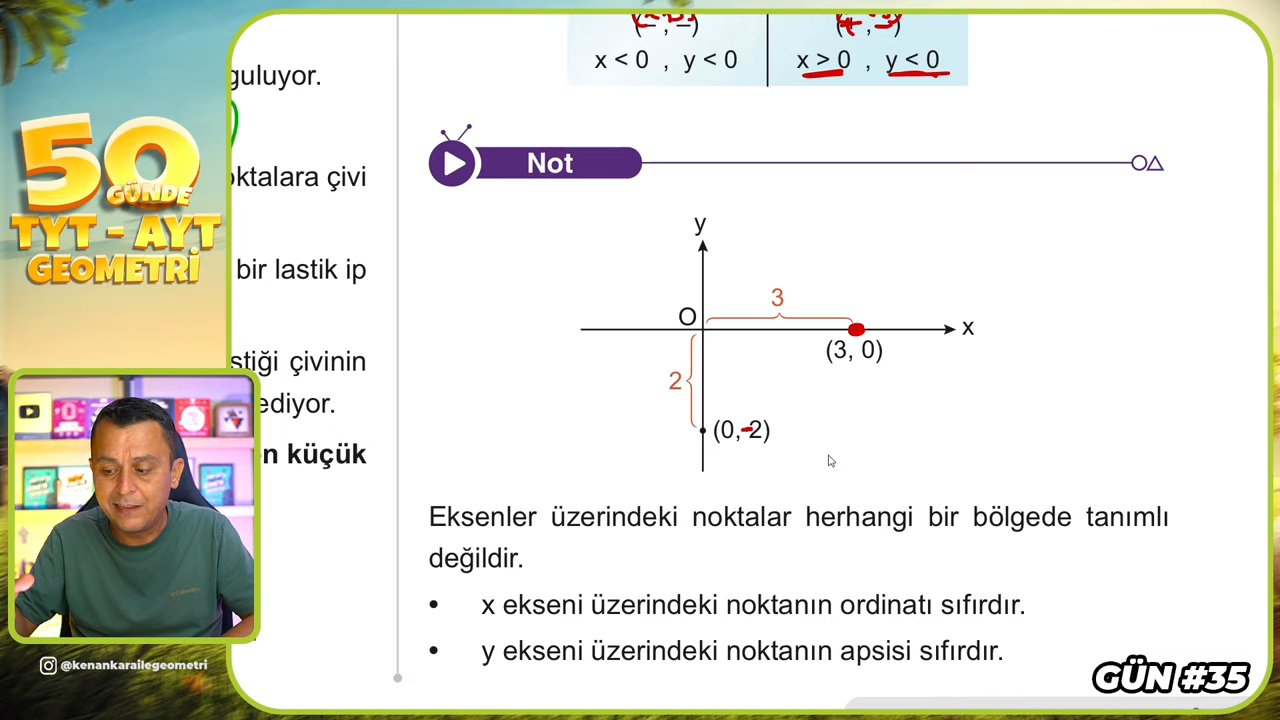 50
GÜNDE
TYT - AYT
GEOMETRİ
guluyor.
oktalara çivi
bir lastik ip
stiği çivinin
ediyor.
en küçük
@kenankarailegeometri
(–, –)
x < 0 , y < 0
x > 0 , y < 0
Not
y
3
O
x
(3, 0)
2
(0,-2)
Eksenler üzerindeki noktalar herhangi bir bölgede tanımlı
değildir.
• x ekseni üzerindeki noktanın ordinatı sıfırdır.
• y ekseni üzerindeki noktanın apsisi sıfırdır.
GÜN #35